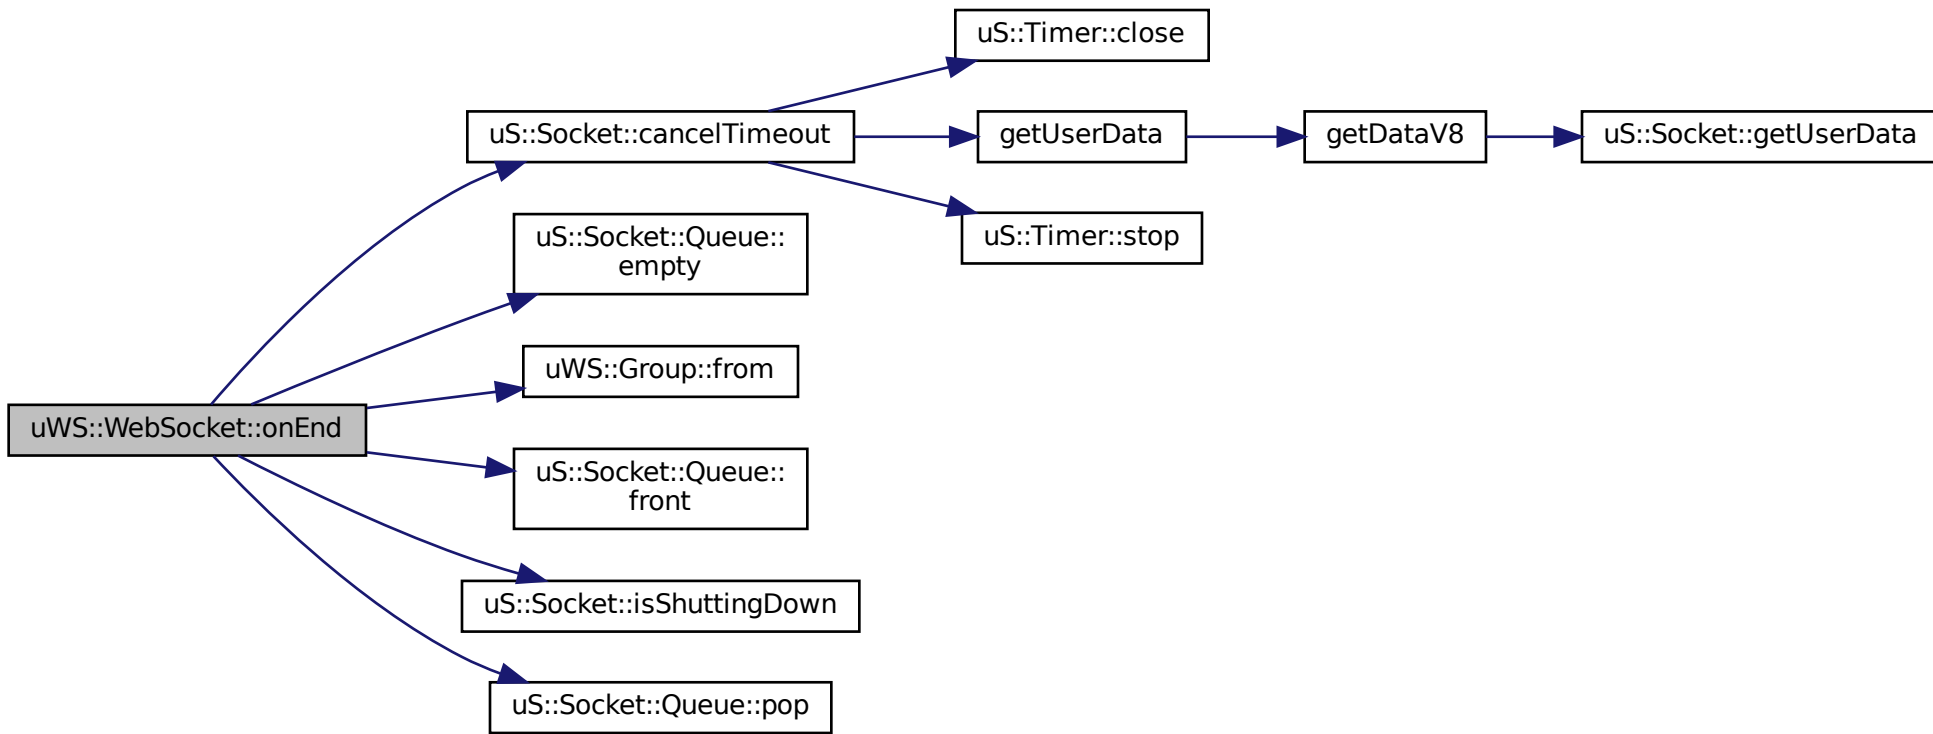 uS::Timer::close
uS::Socket::cancelTimeout
getUserData
getDataV8
uS::Socket::getUserData
uS::Timer::stop
uS::Socket::Queue::
empty
uWS::Group::from
uWS::WebSocket::onEnd
uS::Socket::Queue::
front
uS::Socket::isShuttingDown
uS::Socket::Queue::pop